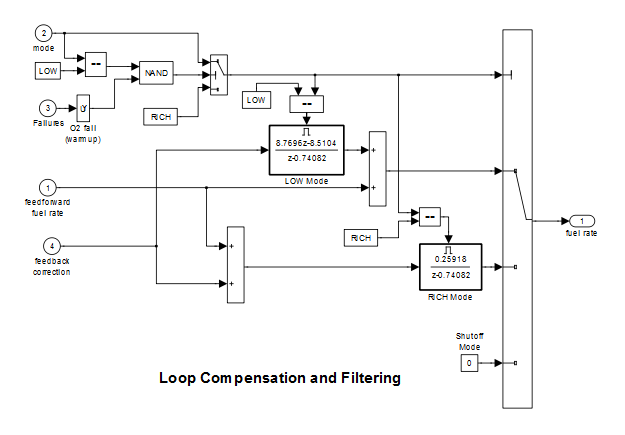 2
mode
LOW
==
NAND
3
Failures
O2 fail
(warmup)
RICH
LOW
==
8.7696z-8.5104
z-0.74082
LOW Mode
+
+
1
feedforward
fuel rate
4
feedback
correction
+
+
RICH
==
0.25918
z-0.74082
RICH Mode
1
fuel rate
Shutoff
Mode
0
Loop Compensation and Filtering